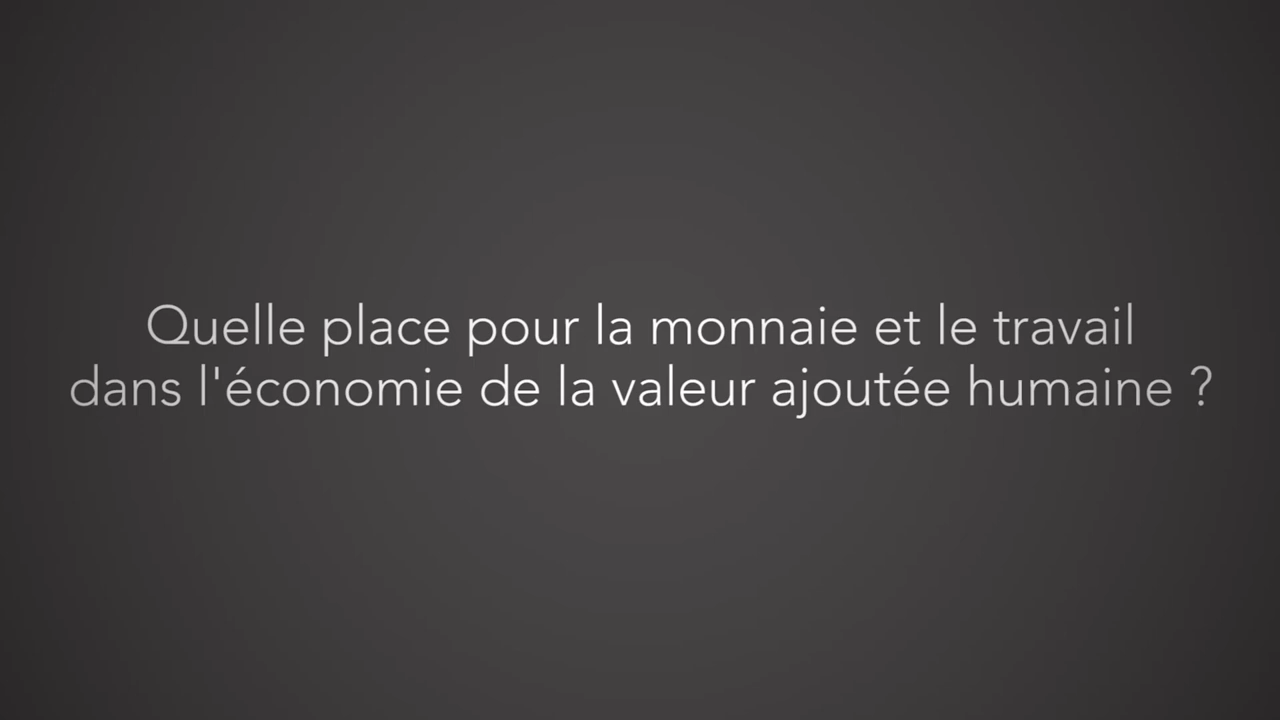 Quelle place pour la monnaie et le travail
dans l'économie de la valeur ajoutée humaine ?